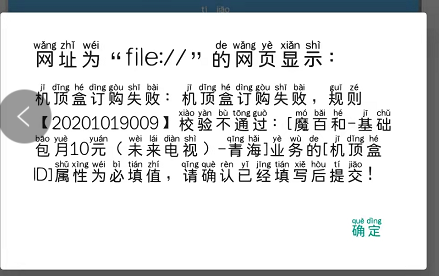 tí jiāo
wǎng zhǐ wéi de wǎng yè xiǎn shì
网址为“file://”的网页显示：
jī dǐng hé dìng gòu shī bài jī dǐng hé dìng gòu shī bài guī zé
机顶盒订购失败：机顶盒订购失败，规则
xiào yàn bù tōng guò mó bǎi hé jī chǔ
【20201019009】校验不通过：[魔百和-基础
bāo yuè yuán wèi lái diàn shì qīng hǎi yè wù de jī dǐng hé
包月10元（未来电视）-青海]业务的[机顶盒
shǔ xìng wéi bì tián zhí qǐng què rèn yǐ jīng tián xiě hòu tí jiāo
ID]属性为必填值，请确认已经填写后提交！
què dìng
确定